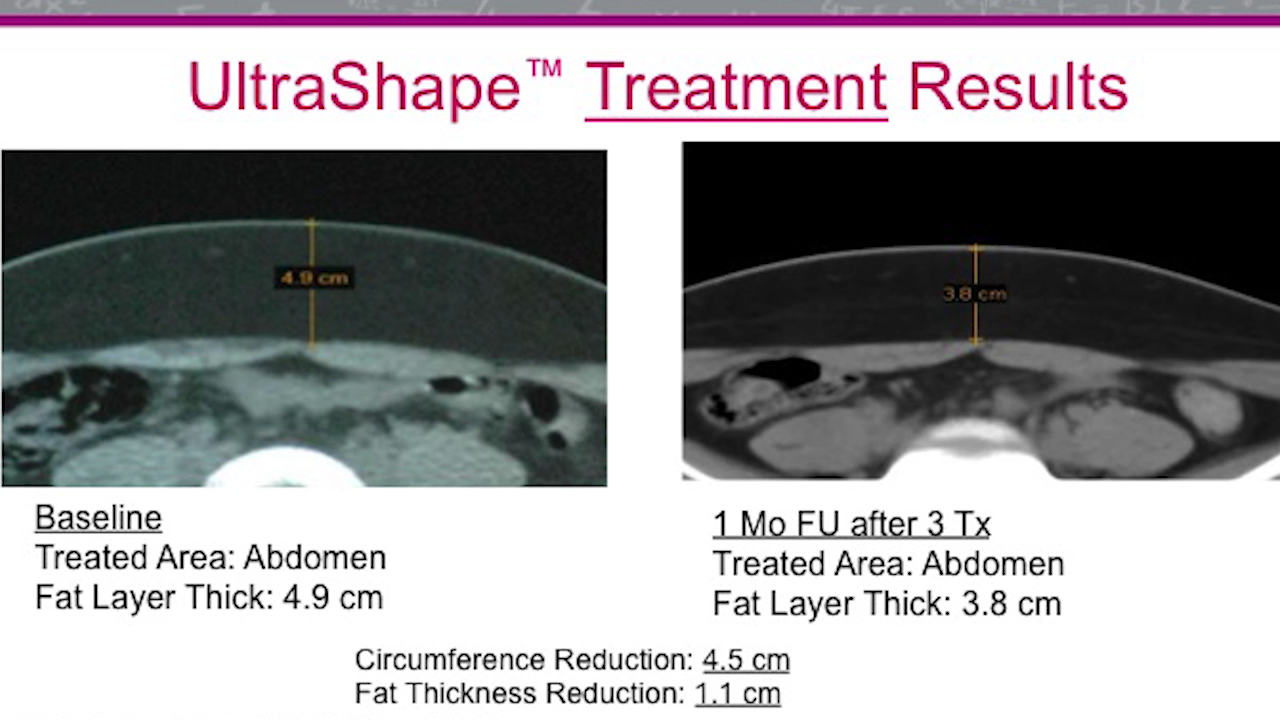 UltraShape™ Treatment Results
4.9 cm
3.8 cm
Baseline
Treated Area: Abdomen
Fat Layer Thick: 4.9 cm
1 Mo FU after 3 Tx
Treated Area: Abdomen
Fat Layer Thick: 3.8 cm
Circumference Reduction: 4.5 cm
Fat Thickness Reduction: 1.1 cm